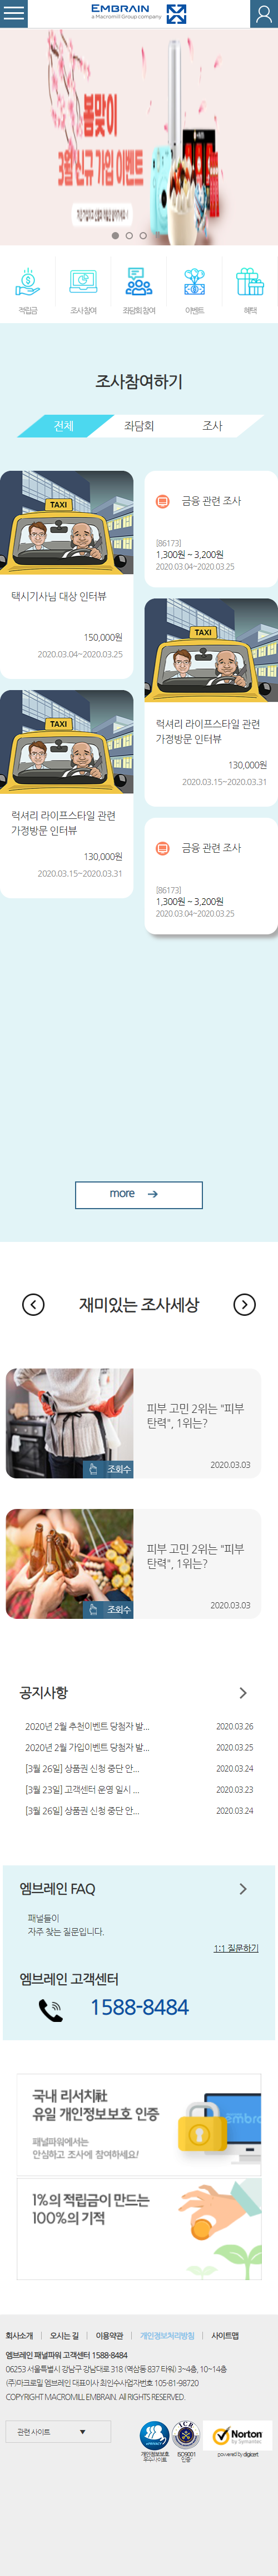 EMBRAIN
a Macromill Group company
봄맞이
3월 신규 가입 이벤트
적립금
조사 참여
좌담회 참여
이벤트
혜택
조사참여하기
전체
좌담회
조사
TAXI
택시기사님 대상 인터뷰
150,000원
2020.03.04~2020.03.25
금융 관련 조사
[86173]
1,300원 ~ 3,200원
2020.03.04~2020.03.25
TAXI
럭셔리 라이프스타일 관련
가정방문 인터뷰
130,000원
2020.03.15~2020.03.31
TAXI
럭셔리 라이프스타일 관련
가정방문 인터뷰
130,000원
2020.03.15~2020.03.31
금융 관련 조사
[86173]
1,300원 ~ 3,200원
2020.03.04~2020.03.25
more
재미있는 조사세상
피부 고민 2위는 "피부
탄력", 1위는?
조회수
2020.03.03
피부 고민 2위는 "피부
탄력", 1위는?
조회수
2020.03.03
공지사항
2020년 2월 추천이벤트 당첨자 발... 2020.03.26
2020년 2월 가입이벤트 당첨자 발... 2020.03.25
[3월 26일] 상품권 신청 중단 안... 2020.03.24
[3월 23일] 고객센터 운영 일시 ... 2020.03.23
[3월 26일] 상품권 신청 중단 안... 2020.03.24
엠브레인 FAQ
패널들이
자주 찾는 질문입니다.
1:1 질문하기
엠브레인 고객센터
1588-8484
국내 리서치社
유일 개인정보보호 인증
패널파워에서는
안심하고 조사에 참여하세요!
embra
1%의 적립금이 만드는
100%의 기적
회사소개 오시는 길 이용약관 개인정보처리방침 사이트맵
엠브레인 패널파워 고객센터 1588-8484
06253 서울특별시 강남구 강남대로 318 (역삼동 837 타워) 3~4층, 10~14층
(주)마크로밀 엠브레인 대표이사 최인수사업자번호 105-81-98720
COPYRIGHT MACROMILL EMBRAIN. All RIGHTS RESERVED.
관련 사이트
ePRIVACY
개인정보보호
우수사이트
ICR
ISO9001
인증
Norton
by Symantec
powered by digicert